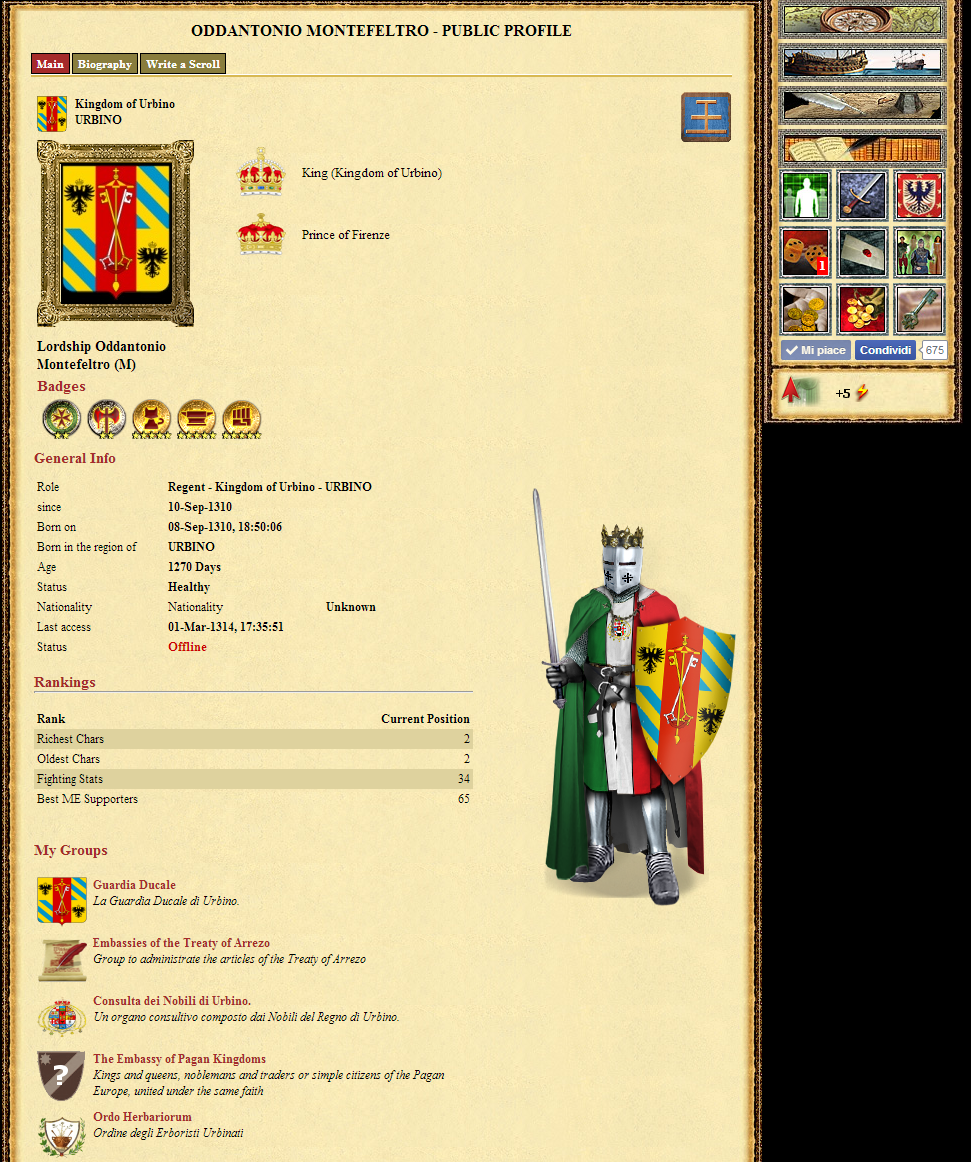 ODDANTONIO MONTEFELTRO - PUBLIC PROFILE
Main Biography Write a Scroll
Kingdom of Urbino
URBINO
King (Kingdom of Urbino)
Prince of Firenze
Lordship Oddantonio
Montefeltro (M)
Badges
General Info
Role Regent - Kingdom of Urbino - URBINO
since 10-Sep-1310
Born on 08-Sep-1310, 18:50:06
Born in the region of URBINO
Age 1270 Days
Status Healthy
Nationality Nationality Unknown
Last access 01-Mar-1314, 17:35:51
Status Offline
Rankings
Rank Current Position
Richest Chars 2
Oldest Chars 2
Fighting Stats 34
Best ME Supporters 65
My Groups
Guardia Ducale
La Guardia Ducale di Urbino.
Embassies of the Treaty of Arrezo
Group to administrate the articles of the Treaty of Arrezo
Consulta dei Nobili di Urbino.
Un organo consultivo composto dai Nobili del Regno di Urbino.
?
The Embassy of Pagan Kingdoms
Kings and queens, noblemans and traders or simple citizens of the Pagan
Europe, united under the same faith
Ordo Herbariorum
Ordine degli Erboristi Urbinati
1
Mi piace Condividi 675
+5